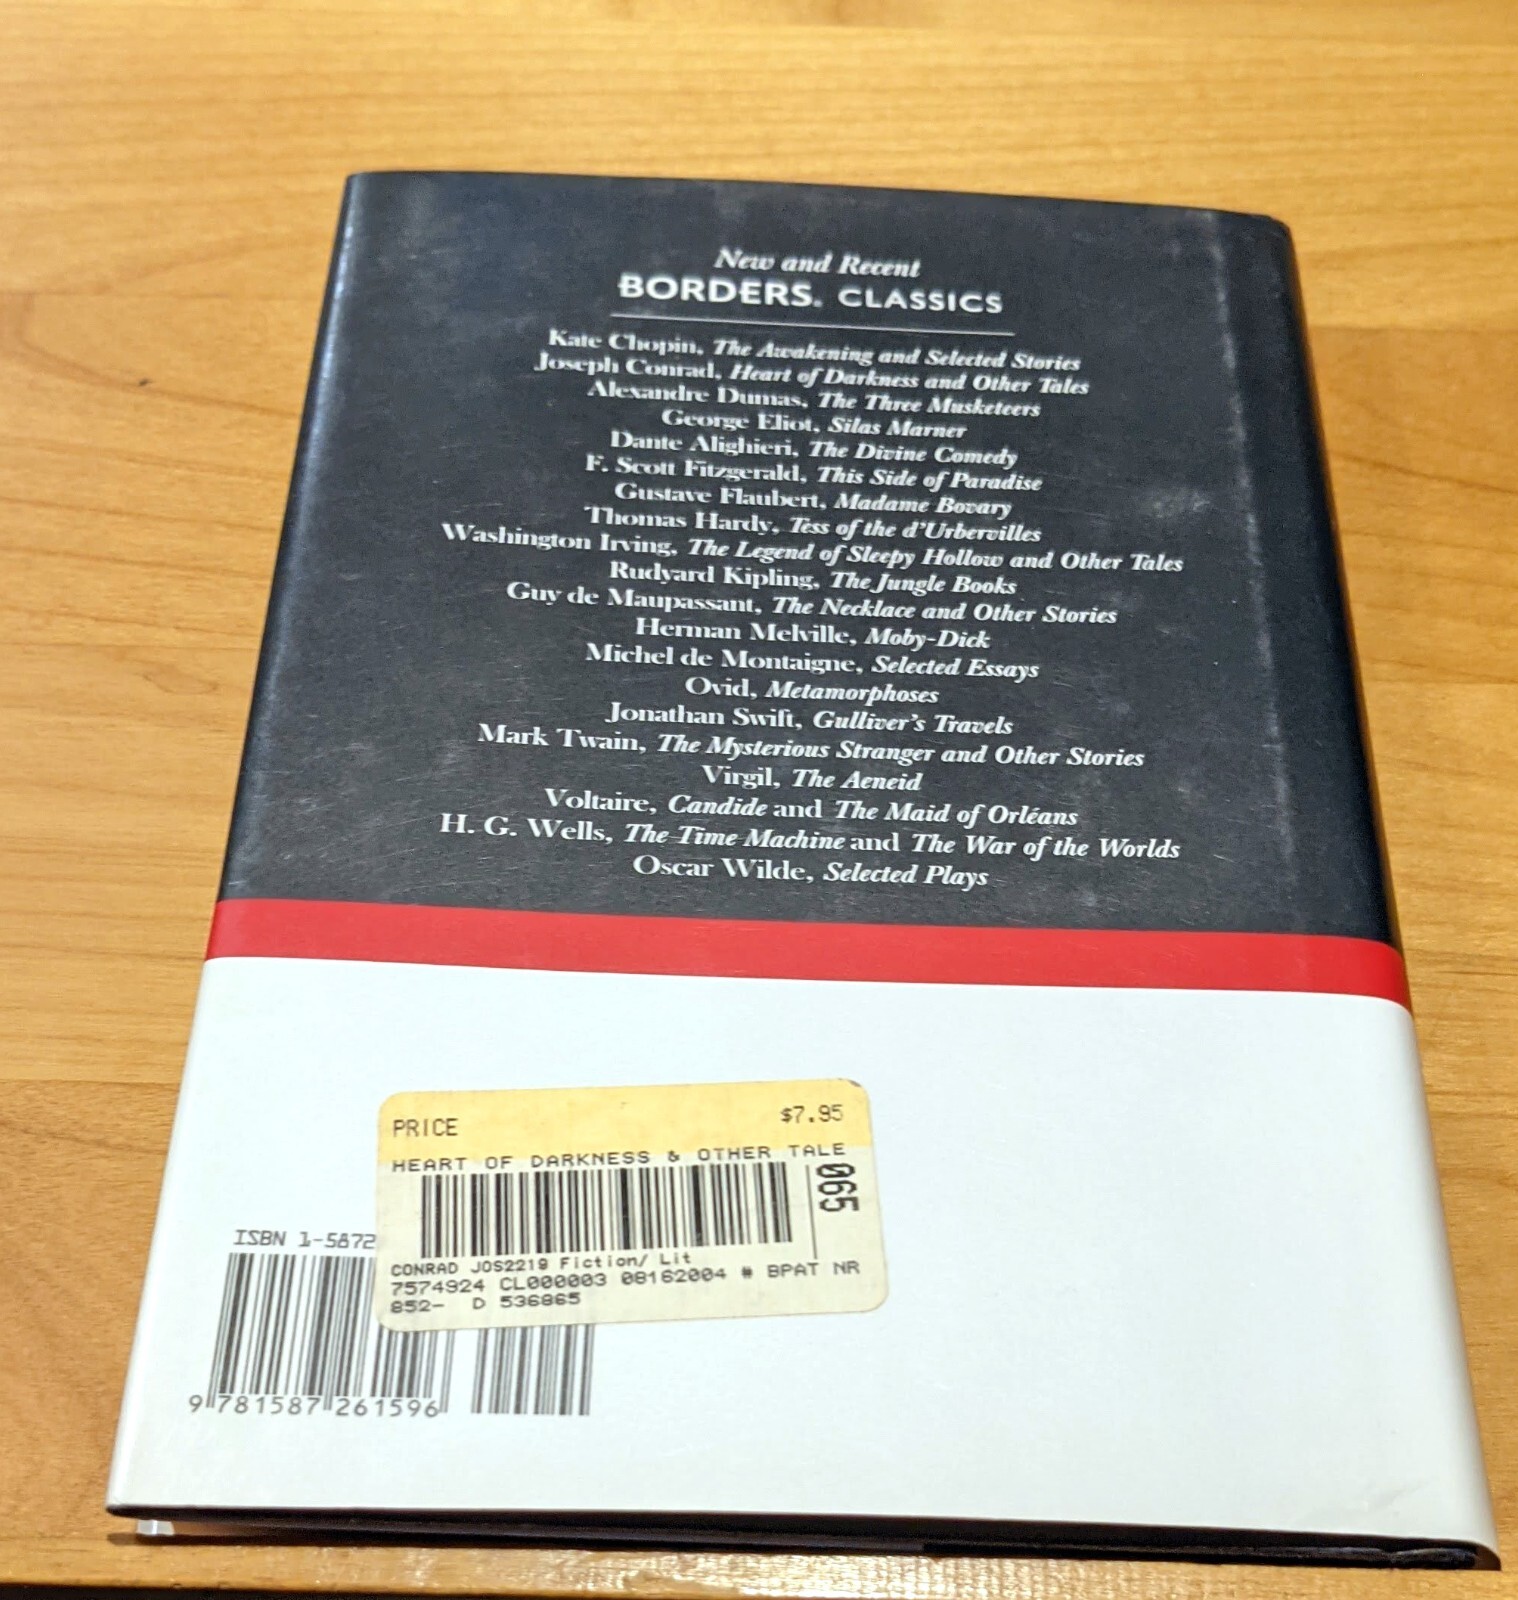 New and Recent
BORDERS® CLASSICS
Kate Chopin, The Awakening and Selected Stories
Joseph Conrad, Heart of Darkness and Other Tales
Alexandre Dumas, The Three Musketeers
George Eliot, Silas Marner
Dante Alighieri, The Divine Comedy
F. Scott Fitzgerald, This Side of Paradise
Gustave Flaubert, Madame Bovary
Thomas Hardy, Tess of the d'Urbervilles
Washington Irving, The Legend of Sleepy Hollow and Other Tales
Rudyard Kipling, The Jungle Books
Guy de Maupassant, The Necklace and Other Stories
Herman Melville, Moby-Dick
Michel de Montaigne, Selected Essays
Ovid, Metamorphoses
Jonathan Swift, Gulliver's Travels
Mark Twain, The Mysterious Stranger and Other Stories
Virgil, The Aeneid
Voltaire, Candide and The Maid of Orléans
H. G. Wells, The Time Machine and The War of the Worlds
Oscar Wilde, Selected Plays
PRICE $7.95
HEART OF DARKNESS & OTHER TALE
065
CONRAD JOS2219 Fiction/ Lit
7574924 CL000003 08162004 # BPAT NR
852- D 536865
ISBN 1-5872
9 781587 261596